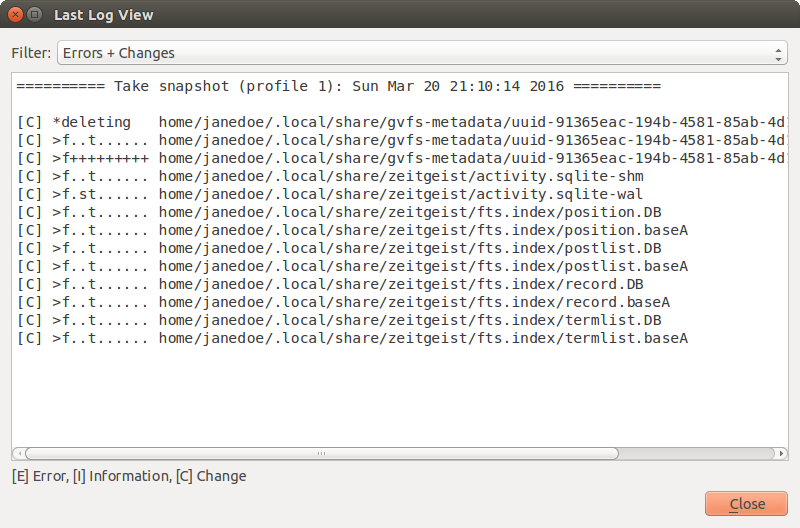 Last Log View
Filter: Errors + Changes
========== Take snapshot (profile 1): Sun Mar 20 21:10:14 2016 ==========
[C] *deleting   home/janedoe/.local/share/gvfs-metadata/uuid-91365eac-194b-4581-85ab-4d
[C] >f..t...... home/janedoe/.local/share/gvfs-metadata/uuid-91365eac-194b-4581-85ab-4d
[C] >f+++++++++ home/janedoe/.local/share/gvfs-metadata/uuid-91365eac-194b-4581-85ab-4d
[C] >f..t...... home/janedoe/.local/share/zeitgeist/activity.sqlite-shm
[C] >f.st...... home/janedoe/.local/share/zeitgeist/activity.sqlite-wal
[C] >f..t...... home/janedoe/.local/share/zeitgeist/fts.index/position.DB
[C] >f..t...... home/janedoe/.local/share/zeitgeist/fts.index/position.baseA
[C] >f..t...... home/janedoe/.local/share/zeitgeist/fts.index/postlist.DB
[C] >f..t...... home/janedoe/.local/share/zeitgeist/fts.index/postlist.baseA
[C] >f..t...... home/janedoe/.local/share/zeitgeist/fts.index/record.DB
[C] >f..t...... home/janedoe/.local/share/zeitgeist/fts.index/record.baseA
[C] >f..t...... home/janedoe/.local/share/zeitgeist/fts.index/termlist.DB
[C] >f..t...... home/janedoe/.local/share/zeitgeist/fts.index/termlist.baseA
[E] Error, [I] Information, [C] Change
Close